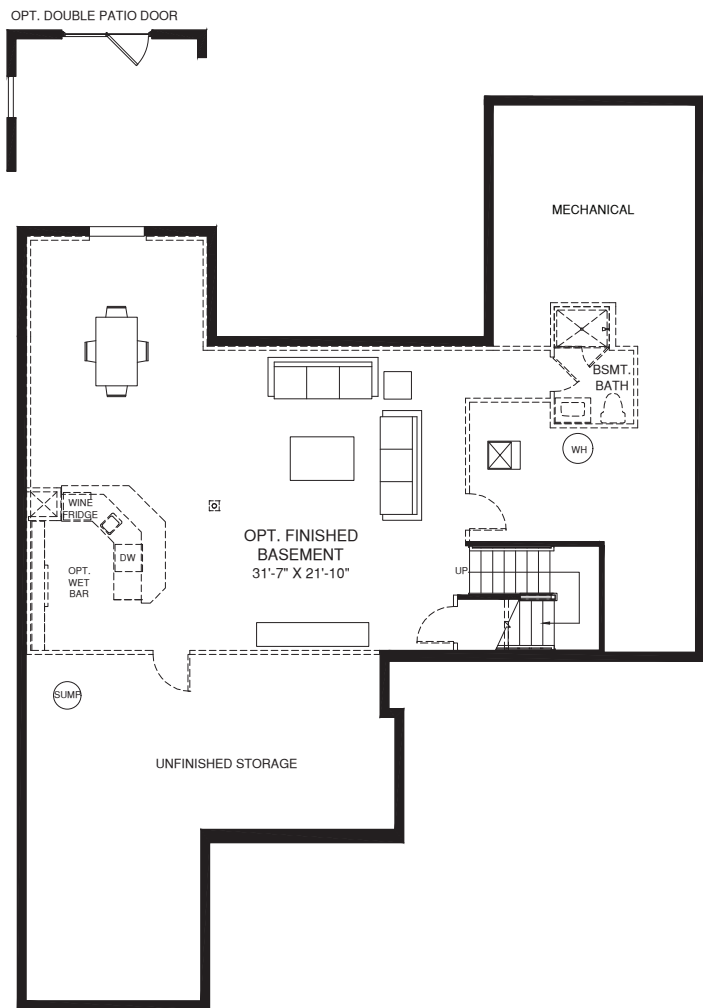 OPT. DOUBLE PATIO DOOR
MECHANICAL
BSMT.
BATH
WH
WINE
FRIDGE
DW
OPT.
WET
BAR
OPT. FINISHED
BASEMENT
31'-7" X 21'-10"
UP
SUMP
UNFINISHED STORAGE